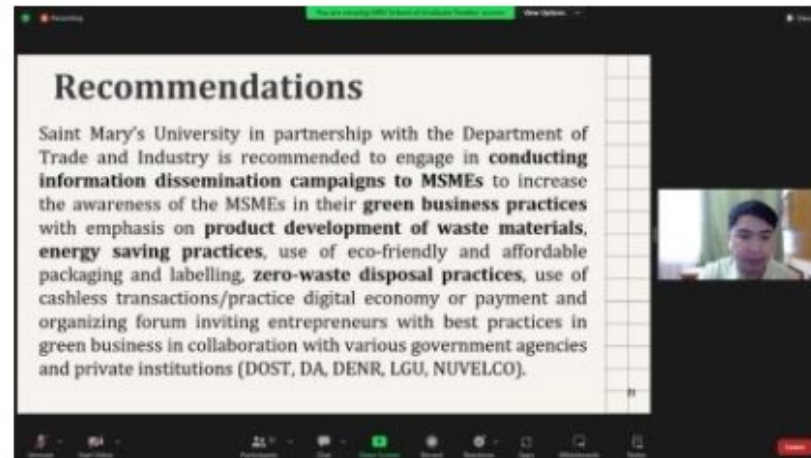 Recording
View Options
Recommendations
Saint Mary's University in partnership with the Department of
Trade and Industry is recommended to engage in conducting
information dissemination campaigns to MSMEs to increase
the awareness of the MSMEs in their green business practices
with emphasis on product development of waste materials,
energy saving practices, use of eco-friendly and affordable
packaging and labelling, zero-waste disposal practices, use of
cashless transactions/practice digital economy or payment and
organizing forum inviting entrepreneurs with best practices in
green business in collaboration with various government agencies
and private institutions (DOST, DA, DENR, LGU, NUVELCO).